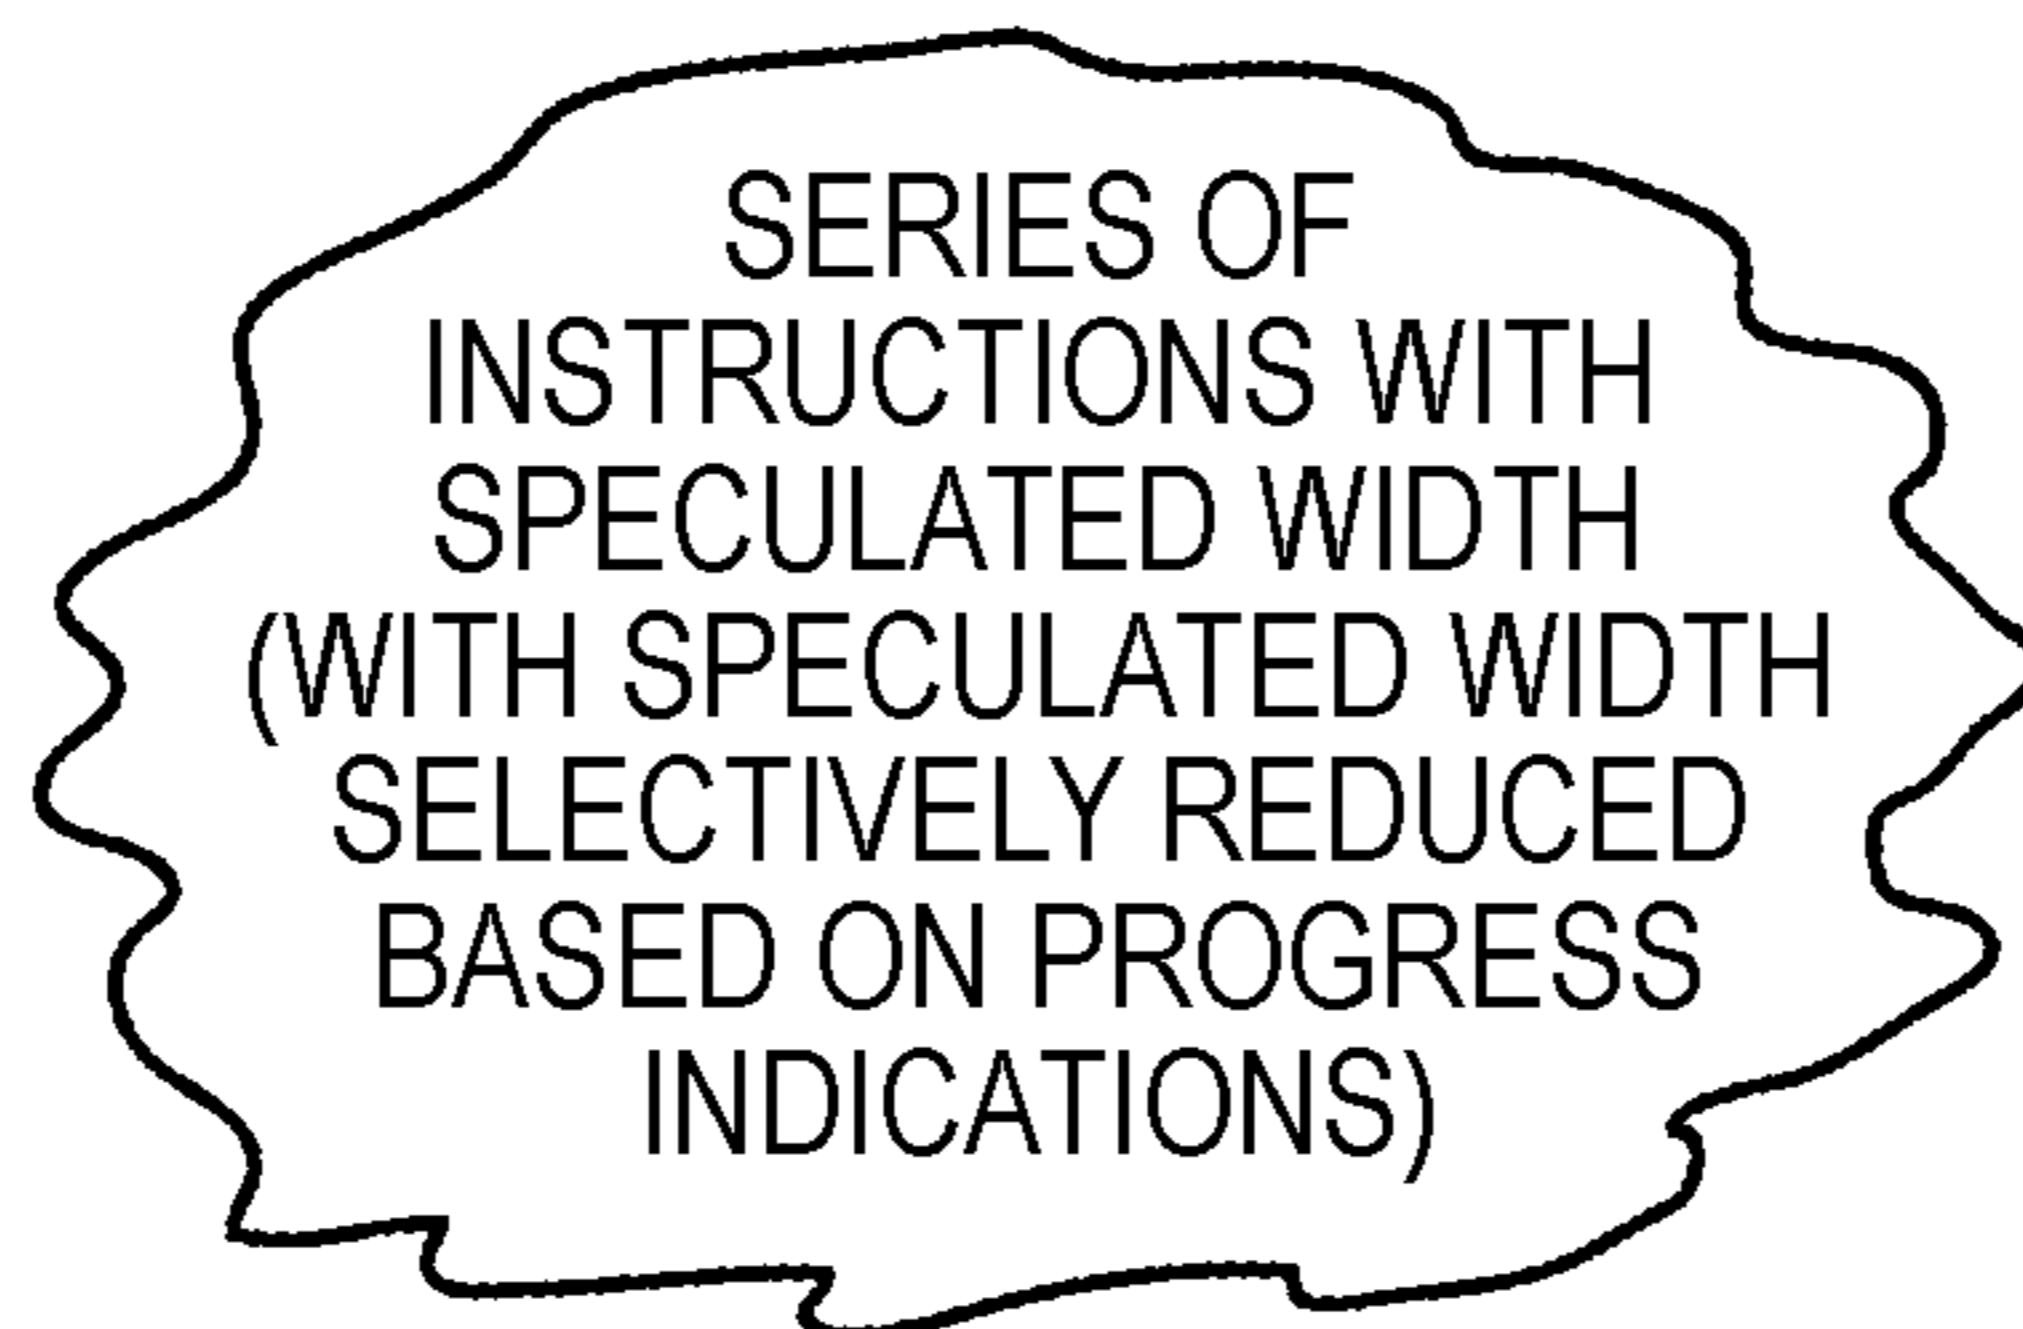 SERIES OF
INSTRUCTIONS WITH
SPECULATED WIDTH
(WITH SPECULATED WIDTH
SELECTIVELY REDUCED
BASED ON PROGRESS
INDICATIONS)